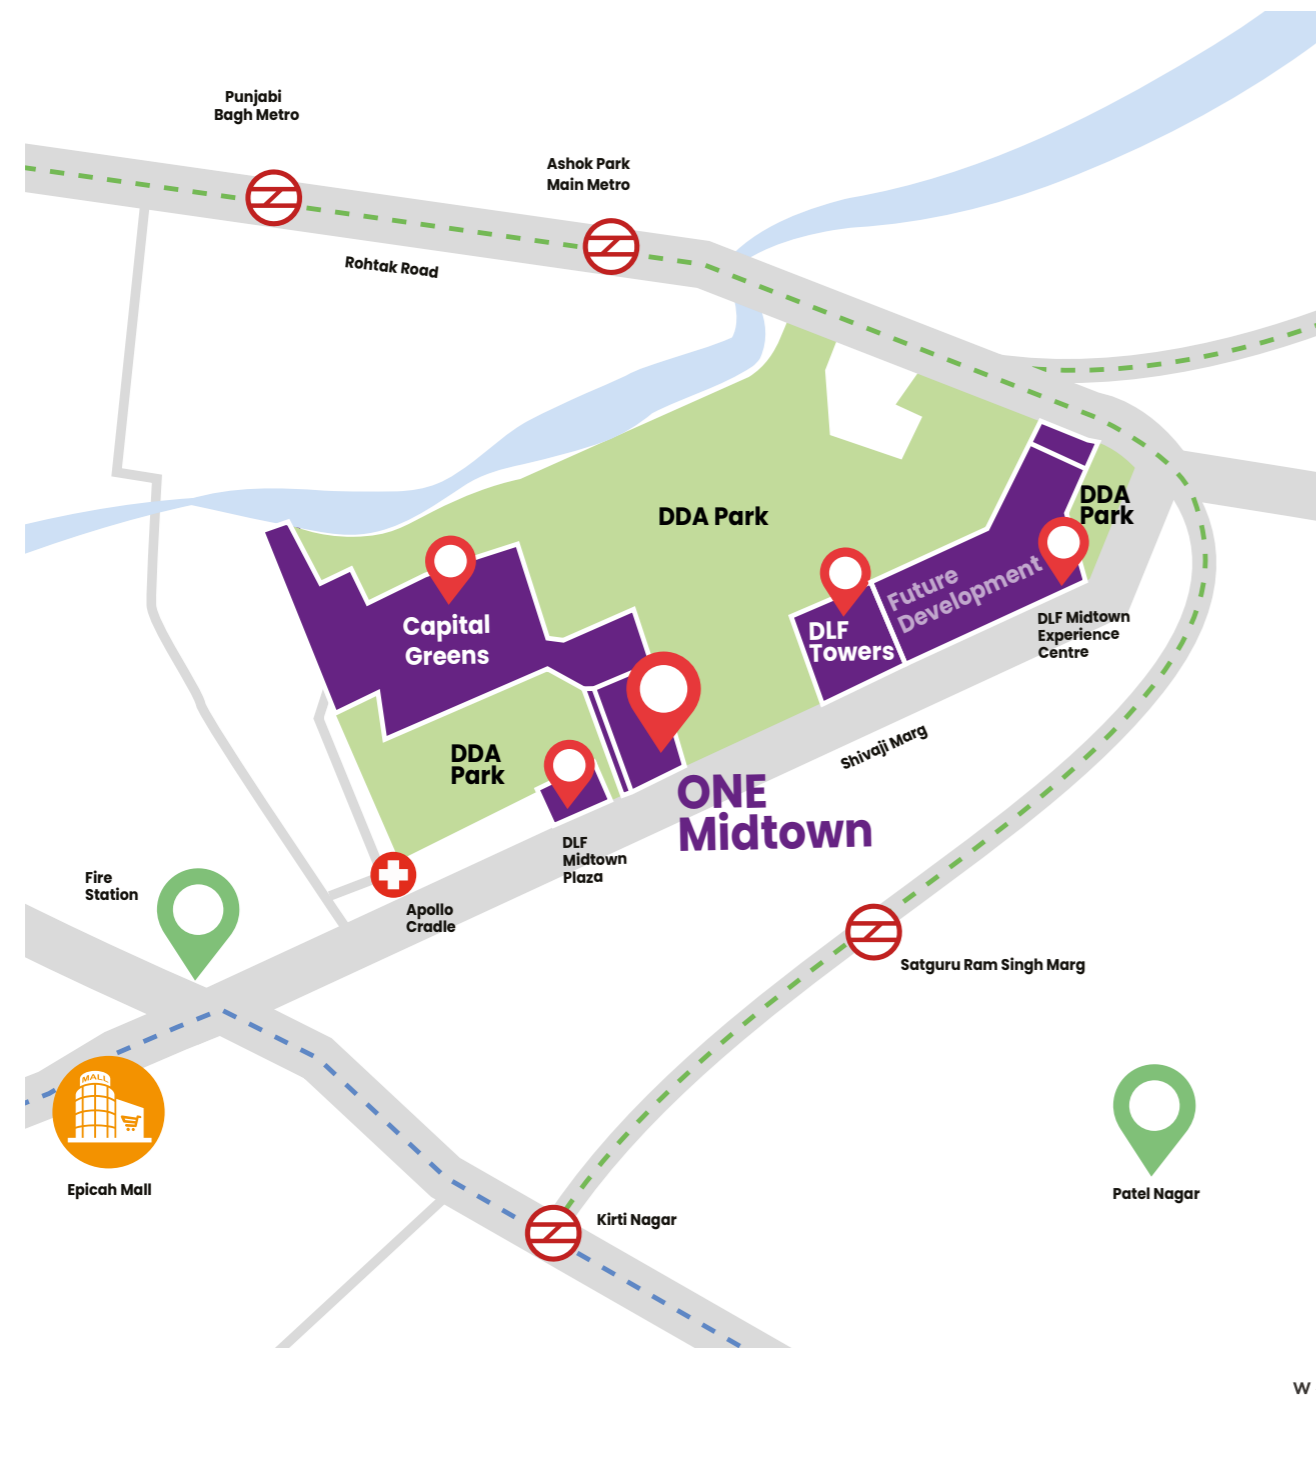 Punjabi
Bagh Metro
Ashok Park
Main Metro
Rohtak Road
DDA Park
DDA
Park
Capital
Greens
Future
Development
DLF
Towers
DLF Midtown
Experience
Centre
DDA
Park
Shivaji Marg
ONE
Midtown
DLF
Midtown
Plaza
Fire
Station
Apollo
Cradle
Satguru Ram Singh Marg
MALL
Epicah Mall
Kirti Nagar
Patel Nagar
W